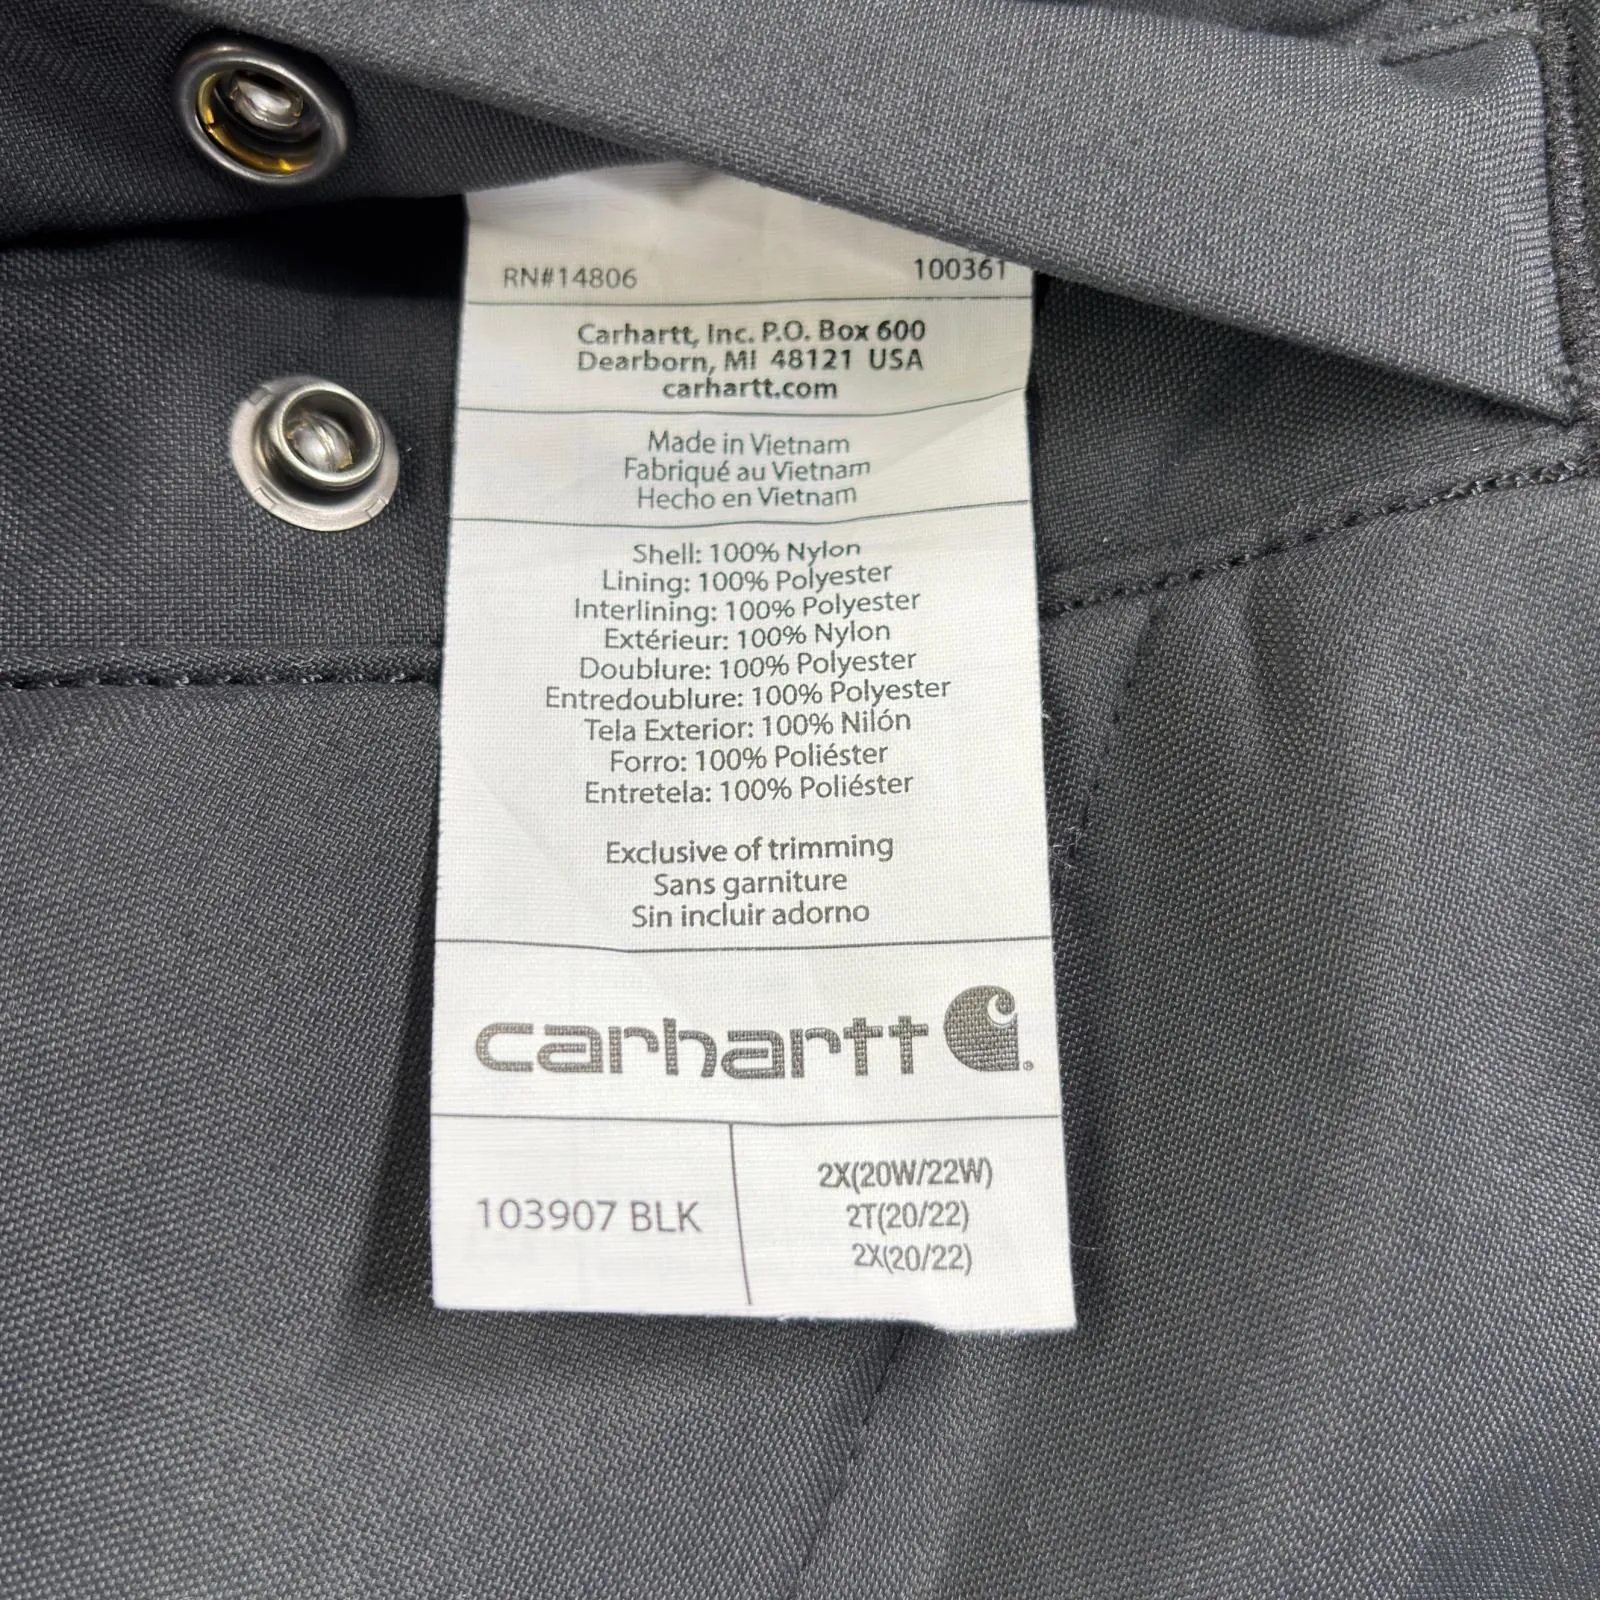 RN#14806 100361
Carhartt, Inc. P.O. Box 600
Dearborn, MI 48121 USA
carhartt.com
Made in Vietnam
Fabriqué au Vietnam
Hecho en Vietnam
Shell: 100% Nylon
Lining: 100% Polyester
Interlining: 100% Polyester
Extérieur: 100% Nylon
Doublure: 100% Polyester
Entredoublure: 100% Polyester
Tela Exterior: 100% Nilón
Forro: 100% Poliéster
Entretela: 100% Poliéster
Exclusive of trimming
Sans garniture
Sin incluir adorno
carhartt
103907 BLK
2X(20W/22W)
2T(20/22)
2X(20/22)